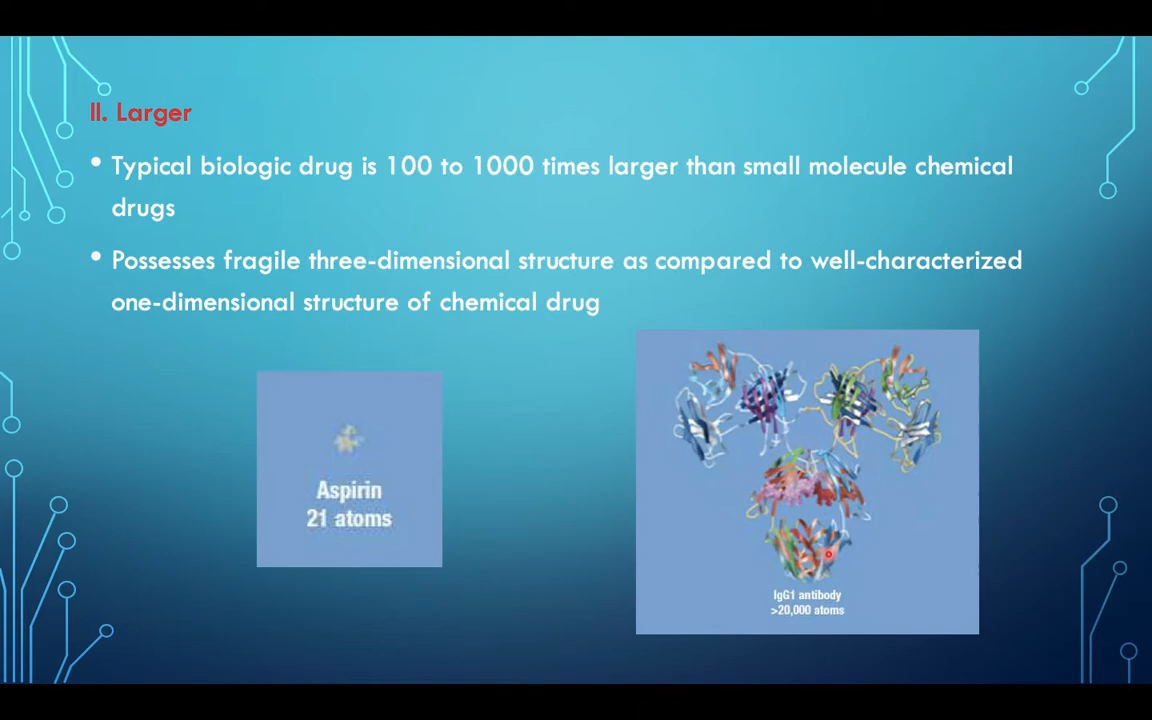 II. Larger
• Typical biologic drug is 100 to 1000 times larger than small molecule chemical
drugs
• Possesses fragile three-dimensional structure as compared to well-characterized
one-dimensional structure of chemical drug
Aspirin
21 atoms
IgG1 antibody
>20,000 atoms